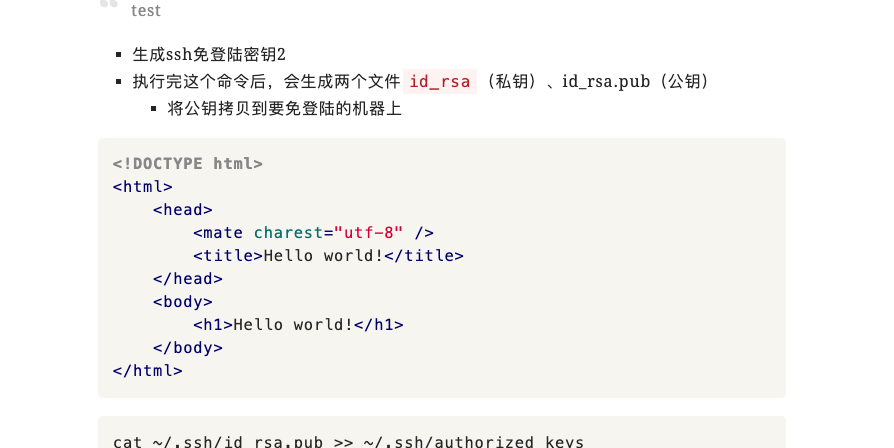 test
生成ssh免登陆密钥2
执行完这个命令后，会生成两个文件 id_rsa （私钥）、id_rsa.pub（公钥）
将公钥拷贝到要免登陆的机器上
<!DOCTYPE html>
<html>
    <head>
        <mate charest="utf-8" />
        <title>Hello world!</title>
    </head>
    <body>
        <h1>Hello world!</h1>
    </body>
</html>
cat ~/.ssh/id_rsa.pub >> ~/.ssh/authorized_keys